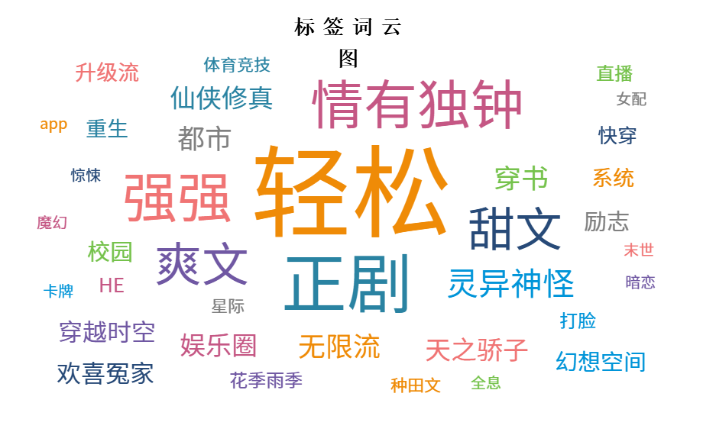 标签词云
图
体育竞技
升级流
直播
仙侠修真
情有独钟
女配
app
重生
都市
快穿
轻松
惊悚
强强
穿书
系统
魔幻
甜文
励志
校园
爽文
末世
卡牌
HE
正剧
灵异神怪
暗恋
星际
打脸
穿越时空
娱乐圈
无限流
天之骄子
幻想空间
欢喜冤家
花季雨季
种田文
全息